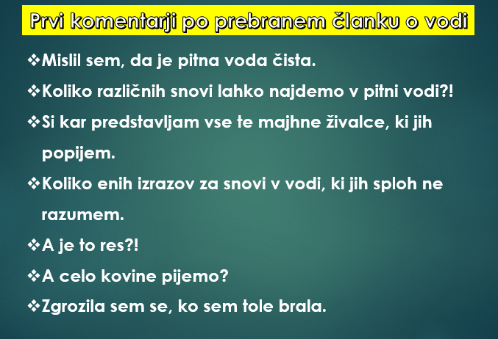 Prvi komentarji po prebranem članku o vodi
❖Mislil sem, da je pitna voda čista.
❖Koliko različnih snovi lahko najdemo v pitni vodi?!
❖Si kar predstavljam vse te majhne živalce, ki jih
popijem.
❖Koliko enih izrazov za snovi v vodi, ki jih sploh ne
razumem.
❖A je to res?!
❖A celo kovine pijemo?
❖Zgrozila sem se, ko sem tole brala.